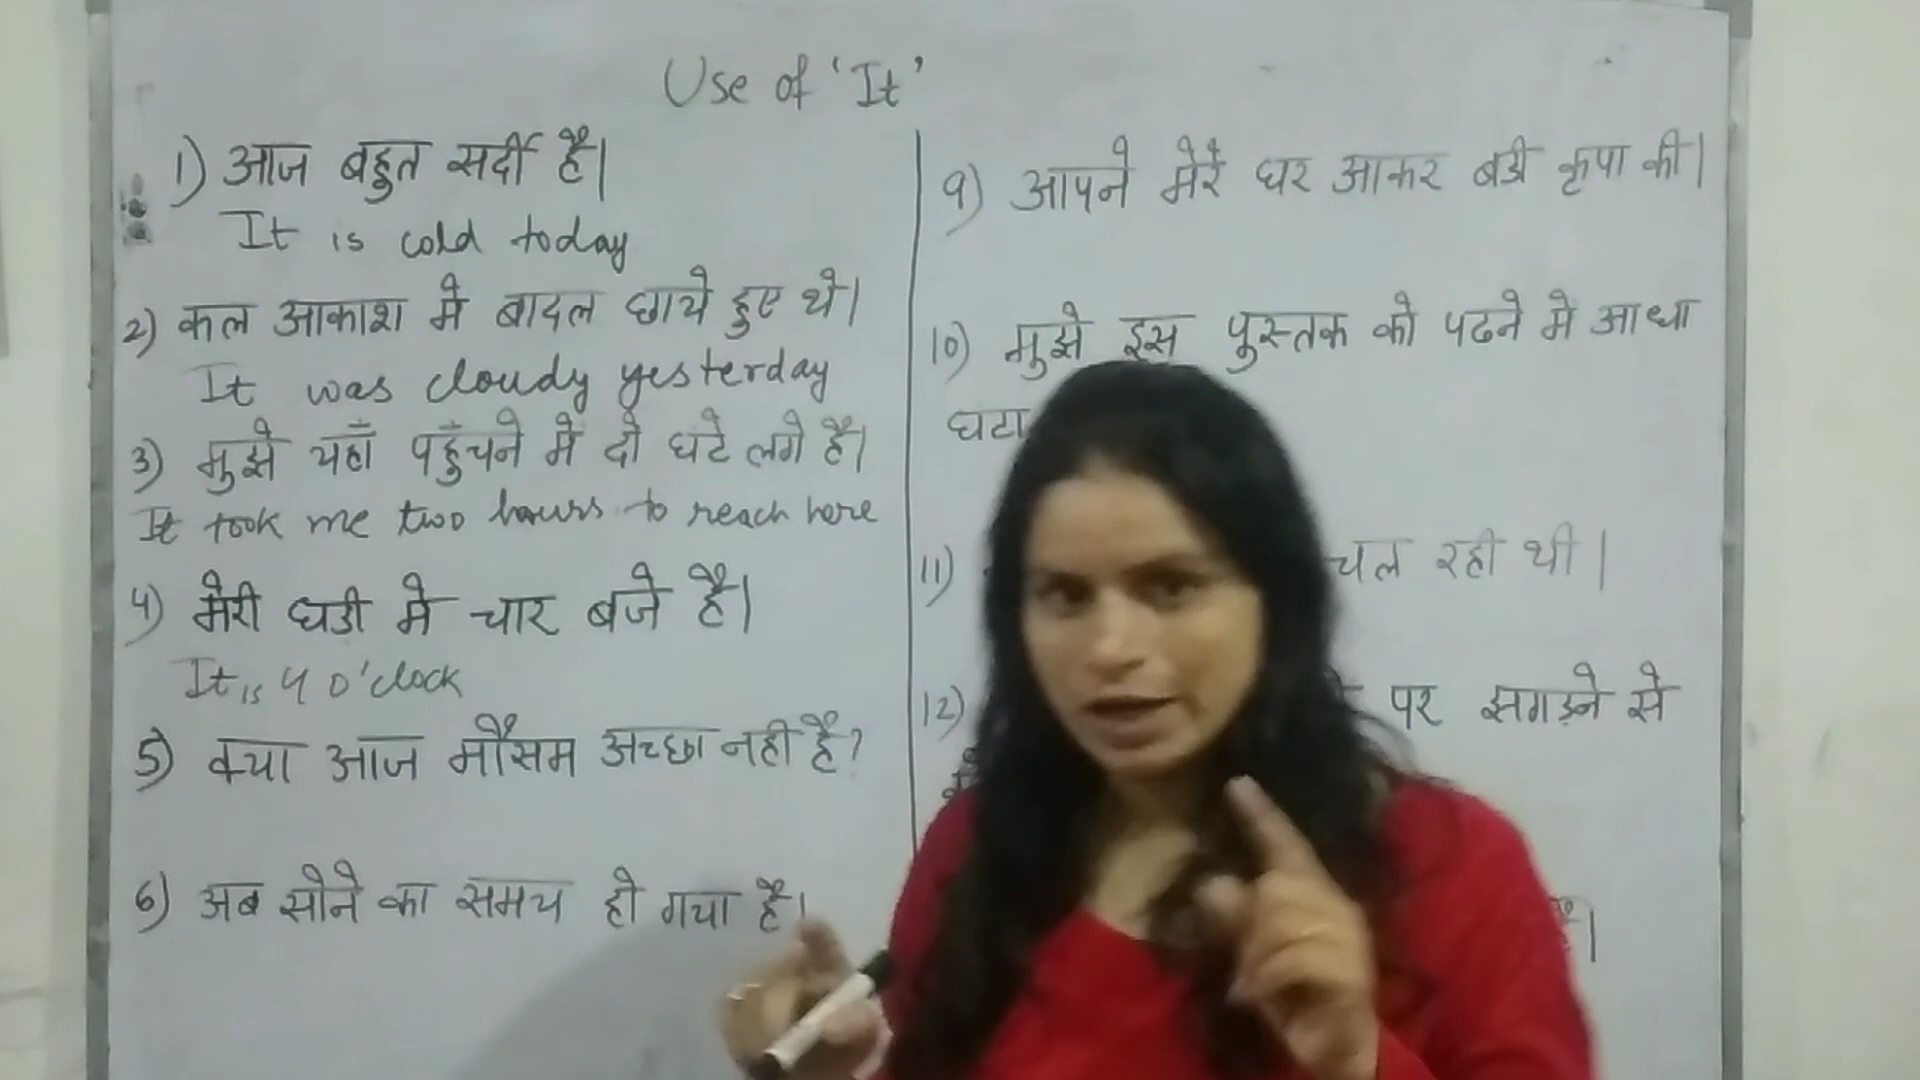 Use of 'It'
1) आज बहुत सर्दी है।
It is cold today
2) कल आकाश मे बादल छाये हुए थे।
It was cloudy yesterday
3) मुझे यहाँ पहुँचने में दो घटे लगे है।
It took me two hours to reach here
4) मेरी घडी मे चार बजे है।
It is 4 o'clock
5) क्या आज मौसम अच्छा नही है?
6) अब सोने का समय हो गया है।
9) आपने मेरे घर आकर बडी कृपा की।
10) मुझे इस पुस्तक को पढने मे आधा
घटा
11) चल रही थी।
12) पर झगडने से